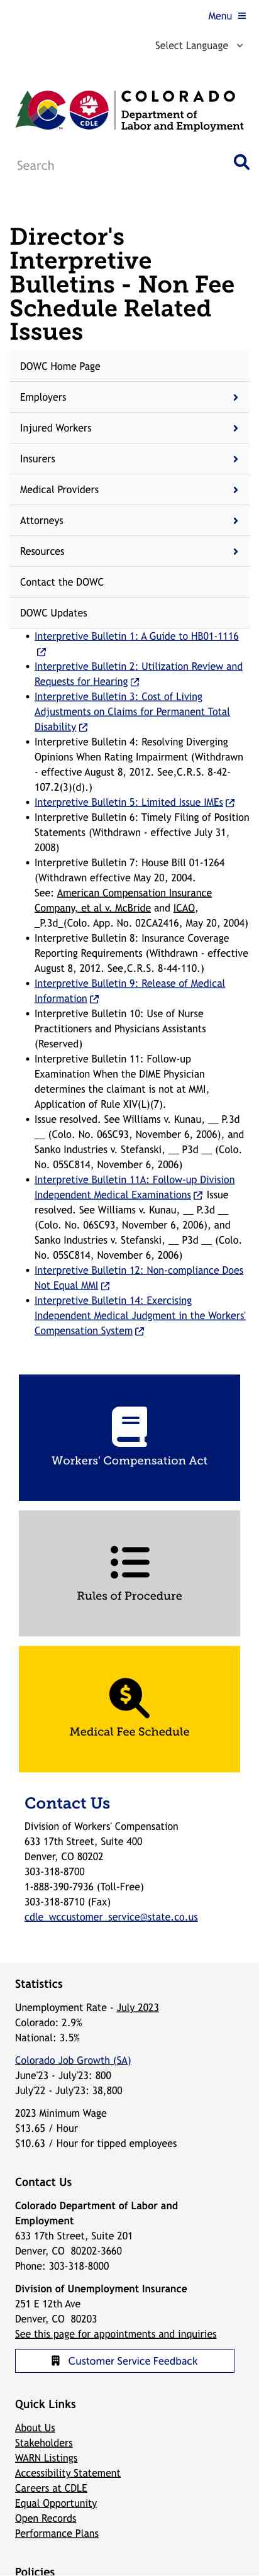 Menu
Select Language
COLORADO
Department of
Labor and Employment
CDLE
Search
Director's
Interpretive
Bulletins - Non Fee
Schedule Related
Issues
DOWC Home Page
Employers
Injured Workers
Insurers
Medical Providers
Attorneys
Resources
Contact the DOWC
DOWC Updates
• Interpretive Bulletin 1: A Guide to HB01-1116
• Interpretive Bulletin 2: Utilization Review and
Requests for Hearing
• Interpretive Bulletin 3: Cost of Living
Adjustments on Claims for Permanent Total
Disability
• Interpretive Bulletin 4: Resolving Diverging
Opinions When Rating Impairment (Withdrawn
- effective August 8, 2012. See,C.R.S. 8-42-
107.2(3)(d).)
• Interpretive Bulletin 5: Limited Issue IMEs
• Interpretive Bulletin 6: Timely Filing of Position
Statements (Withdrawn - effective July 31,
2008)
• Interpretive Bulletin 7: House Bill 01-1264
(Withdrawn effective May 20, 2004.
See: American Compensation Insurance
Company, et al v. McBride and ICAO,
_P.3d_(Colo. App. No. 02CA2416, May 20, 2004)
• Interpretive Bulletin 8: Insurance Coverage
Reporting Requirements (Withdrawn - effective
August 8, 2012. See,C.R.S. 8-44-110.)
• Interpretive Bulletin 9: Release of Medical
Information
• Interpretive Bulletin 10: Use of Nurse
Practitioners and Physicians Assistants
(Reserved)
• Interpretive Bulletin 11: Follow-up
Examination When the DIME Physician
determines the claimant is not at MMI,
Application of Rule XIV(L)(7).
• Issue resolved. See Williams v. Kunau, __ P.3d
__ (Colo. No. 06SC93, November 6, 2006), and
Sanko Industries v. Stefanski, __ P3d __ (Colo.
No. 05SC814, November 6, 2006)
• Interpretive Bulletin 11A: Follow-up Division
Independent Medical Examinations Issue
resolved. See Williams v. Kunau, __ P.3d __
(Colo. No. 06SC93, November 6, 2006), and
Sanko Industries v. Stefanski, __ P3d __ (Colo.
No. 05SC814, November 6, 2006)
• Interpretive Bulletin 12: Non-compliance Does
Not Equal MMI
• Interpretive Bulletin 14: Exercising
Independent Medical Judgment in the Workers'
Compensation System
Workers' Compensation Act
Rules of Procedure
Medical Fee Schedule
Contact Us
Division of Workers' Compensation
633 17th Street, Suite 400
Denver, CO 80202
303-318-8700
1-888-390-7936 (Toll-Free)
303-318-8710 (Fax)
cdle_wccustomer_service@state.co.us
Statistics
Unemployment Rate - July 2023
Colorado: 2.9%
National: 3.5%
Colorado Job Growth (SA)
June'23 - July'23: 800
July'22 - July'23: 38,800
2023 Minimum Wage
$13.65 / Hour
$10.63 / Hour for tipped employees
Contact Us
Colorado Department of Labor and
Employment
633 17th Street, Suite 201
Denver, CO 80202-3660
Phone: 303-318-8000
Division of Unemployment Insurance
251 E 12th Ave
Denver, CO 80203
See this page for appointments and inquiries
Customer Service Feedback
Quick Links
About Us
Stakeholders
WARN Listings
Accessibility Statement
Careers at CDLE
Equal Opportunity
Open Records
Performance Plans
Policies